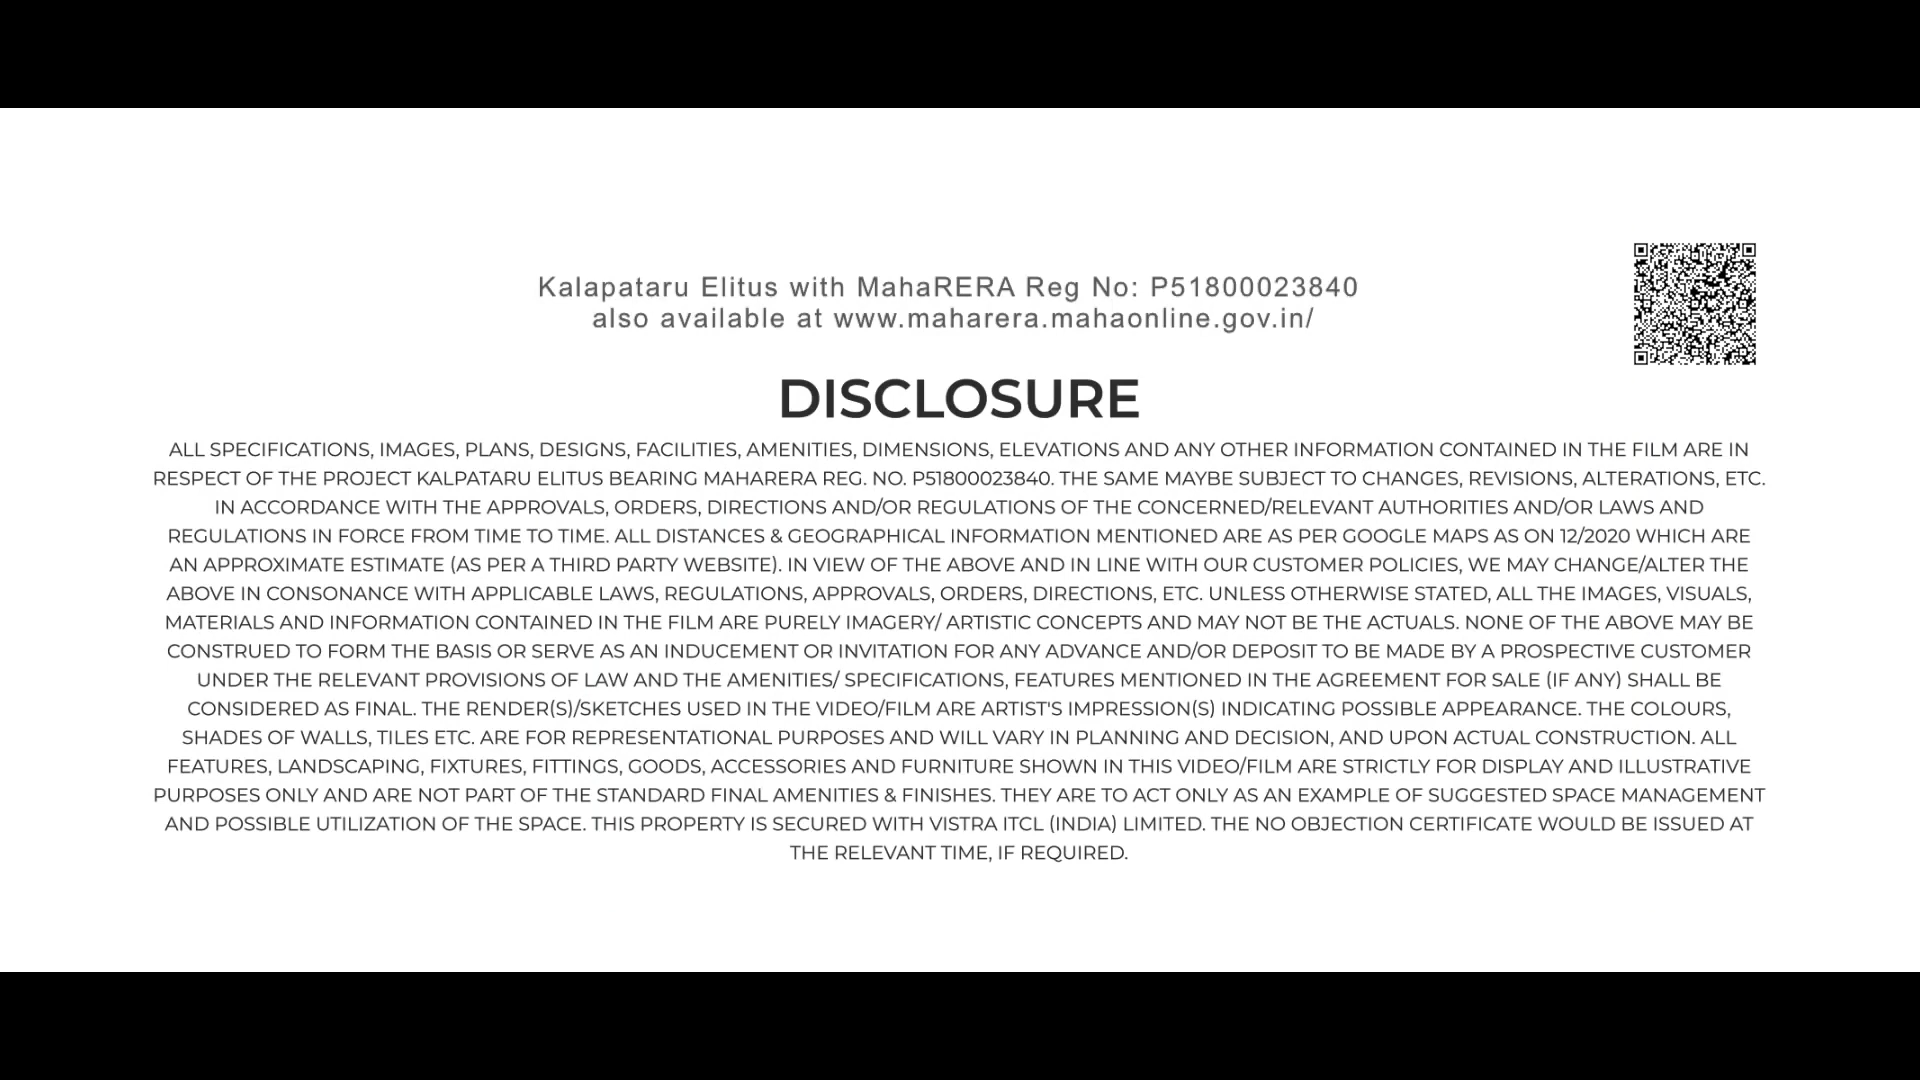 Kalapataru Elitus with MahaRERA Reg No: P51800023840
also available at www.maharera.mahaonline.gov.in/
DISCLOSURE
ALL SPECIFICATIONS, IMAGES, PLANS, DESIGNS, FACILITIES, AMENITIES, DIMENSIONS, ELEVATIONS AND ANY OTHER INFORMATION CONTAINED IN THE FILM ARE IN
RESPECT OF THE PROJECT KALPATARU ELITUS BEARING MAHARERA REG. NO. P51800023840. THE SAME MAYBE SUBJECT TO CHANGES, REVISIONS, ALTERATIONS, ETC.
IN ACCORDANCE WITH THE APPROVALS, ORDERS, DIRECTIONS AND/OR REGULATIONS OF THE CONCERNED/RELEVANT AUTHORITIES AND/OR LAWS AND
REGULATIONS IN FORCE FROM TIME TO TIME. ALL DISTANCES & GEOGRAPHICAL INFORMATION MENTIONED ARE AS PER GOOGLE MAPS AS ON 12/2020 WHICH ARE
AN APPROXIMATE ESTIMATE (AS PER A THIRD PARTY WEBSITE). IN VIEW OF THE ABOVE AND IN LINE WITH OUR CUSTOMER POLICIES, WE MAY CHANGE/ALTER THE
ABOVE IN CONSONANCE WITH APPLICABLE LAWS, REGULATIONS, APPROVALS, ORDERS, DIRECTIONS, ETC. UNLESS OTHERWISE STATED, ALL THE IMAGES, VISUALS,
MATERIALS AND INFORMATION CONTAINED IN THE FILM ARE PURELY IMAGERY/ ARTISTIC CONCEPTS AND MAY NOT BE THE ACTUALS. NONE OF THE ABOVE MAY BE
CONSTRUED TO FORM THE BASIS OR SERVE AS AN INDUCEMENT OR INVITATION FOR ANY ADVANCE AND/OR DEPOSIT TO BE MADE BY A PROSPECTIVE CUSTOMER
UNDER THE RELEVANT PROVISIONS OF LAW AND THE AMENITIES/ SPECIFICATIONS, FEATURES MENTIONED IN THE AGREEMENT FOR SALE (IF ANY) SHALL BE
CONSIDERED AS FINAL. THE RENDER(S)/SKETCHES USED IN THE VIDEO/FILM ARE ARTIST'S IMPRESSION(S) INDICATING POSSIBLE APPEARANCE. THE COLOURS,
SHADES OF WALLS, TILES ETC. ARE FOR REPRESENTATIONAL PURPOSES AND WILL VARY IN PLANNING AND DECISION, AND UPON ACTUAL CONSTRUCTION. ALL
FEATURES, LANDSCAPING, FIXTURES, FITTINGS, GOODS, ACCESSORIES AND FURNITURE SHOWN IN THIS VIDEO/FILM ARE STRICTLY FOR DISPLAY AND ILLUSTRATIVE
PURPOSES ONLY AND ARE NOT PART OF THE STANDARD FINAL AMENITIES & FINISHES. THEY ARE TO ACT ONLY AS AN EXAMPLE OF SUGGESTED SPACE MANAGEMENT
AND POSSIBLE UTILIZATION OF THE SPACE. THIS PROPERTY IS SECURED WITH VISTRA ITCL (INDIA) LIMITED. THE NO OBJECTION CERTIFICATE WOULD BE ISSUED AT
THE RELEVANT TIME, IF REQUIRED.